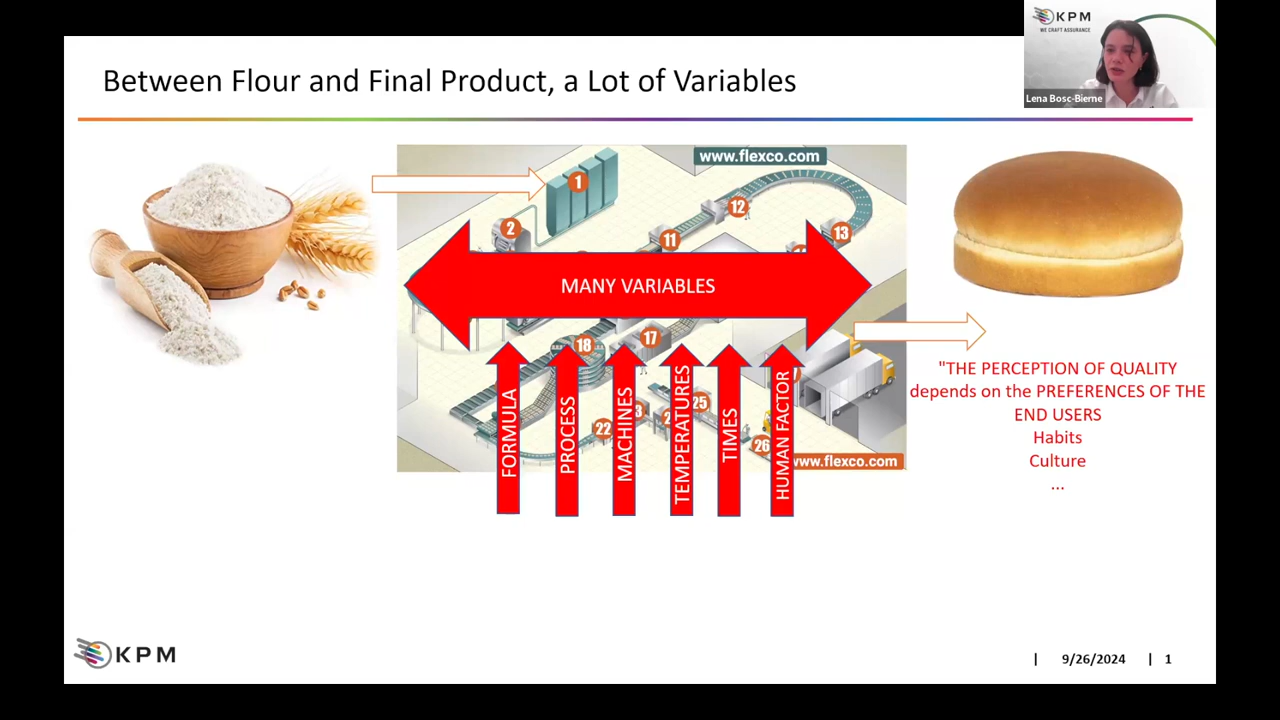 KPM
WE CRAFT ASSURANCE
Lena Bosc-Bierne
Between Flour and Final Product, a Lot of Variables
www.flexco.com
1
2
11
12
13
MANY VARIABLES
17
18
22
25
26
FORMULA
PROCESS
MACHINES
TEMPERATURES
TIMES
HUMAN FACTOR
www.flexco.com
"THE PERCEPTION OF QUALITY
depends on the PREFERENCES OF THE
END USERS
Habits
Culture
...
KPM
| 9/26/2024 | 1